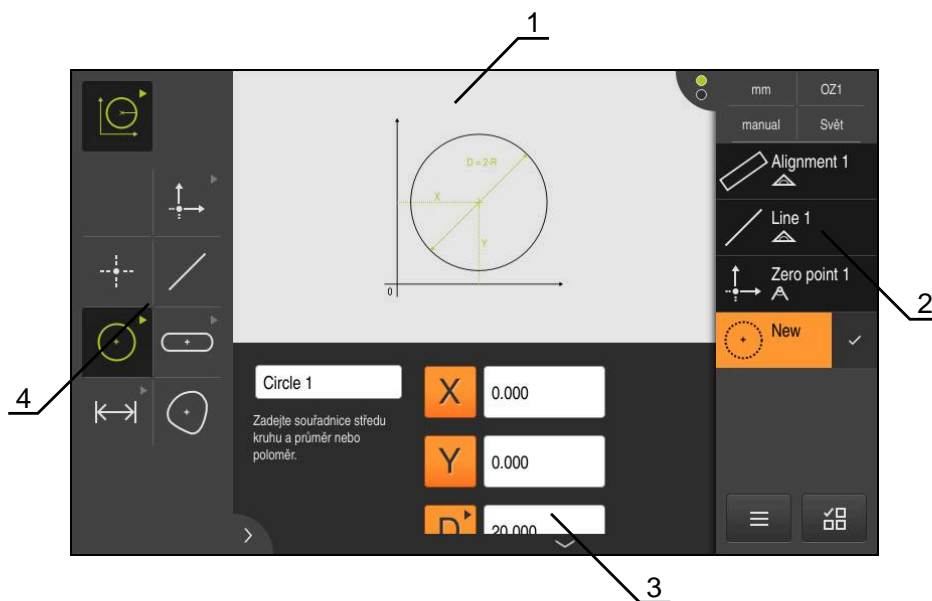 1
mm
OZ1
manual
Svět
D = 2 R
X
Y
0
Alignment 1
Line 1
Zero point 1
New
2
4
Circle 1
Zadejte souřadnice středu
kruhu a průměr nebo
poloměr.
X
0.000
Y
0.000
D
20.000
3